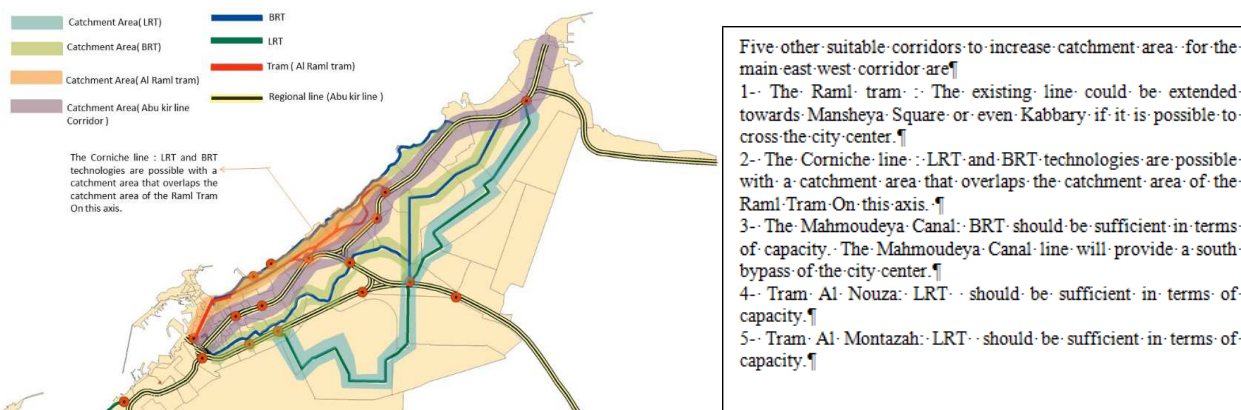 Catchment Area( LRT)
Catchment Area( BRT)
Catchment Area( Al Raml tram)
Catchment Area( Abu kir line
Corridor )
BRT
LRT
Tram ( Al Raml tram)
Regional line (Abu kir line )
The Corniche line : LRT and BRT
technologies are possible with a
catchment area that overlaps the
catchment area of the Raml Tram
On this axis.
Five other suitable corridors to increase catchment area for the
main east west corridor are¶
1- The Raml tram : The existing line could be extended
towards Mansheya Square or even Kabbary if it is possible to
cross the city center.¶
2- The Corniche line : LRT and BRT technologies are possible
with a catchment area that overlaps the catchment area of the
Raml Tram On this axis. ¶
3- The Mahmoudeya Canal: BRT should be sufficient in terms
of capacity. The Mahmoudeya Canal line will provide a south
bypass of the city center.¶
4- Tram Al Nouza: LRT should be sufficient in terms of
capacity.¶
5- Tram Al Montazah: LRT should be sufficient in terms of
capacity.¶